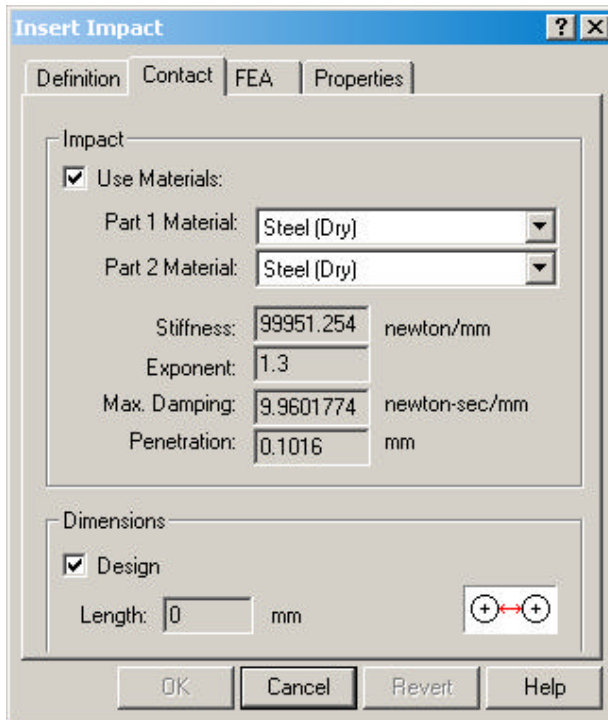 Insert Impact
Definition Contact FEA Properties
Impact
Use Materials:
Part 1 Material: Steel (Dry)
Part 2 Material: Steel (Dry)
Stiffness: 99951.254 newton/mm
Exponent: 1.3
Max. Damping: 9.9601774 newton-sec/mm
Penetration: 0.1016 mm
Dimensions
Design
Length: 0 mm
OK Cancel Revert Help